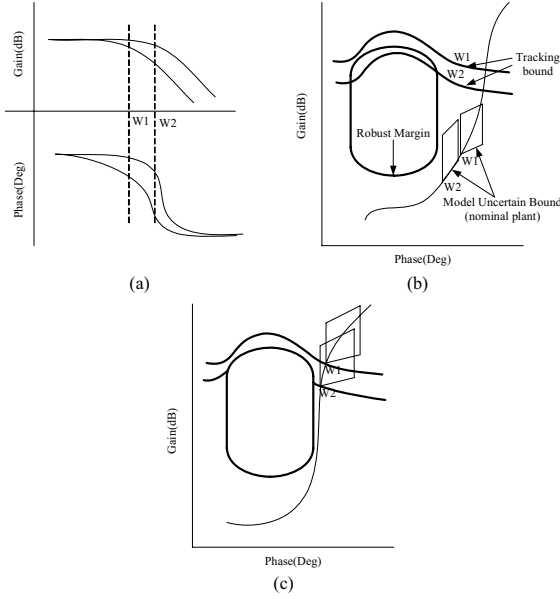 Gain(dB)
W1
W2
Phase(Deg)
(a)
Gain(dB)
W1
W2
Tracking
bound
Robust Margin
W1
W2
Model Uncertain Bound
(nominal plant)
Phase(Deg)
(b)
Gain(dB)
W1
W2
Phase(Deg)
(c)